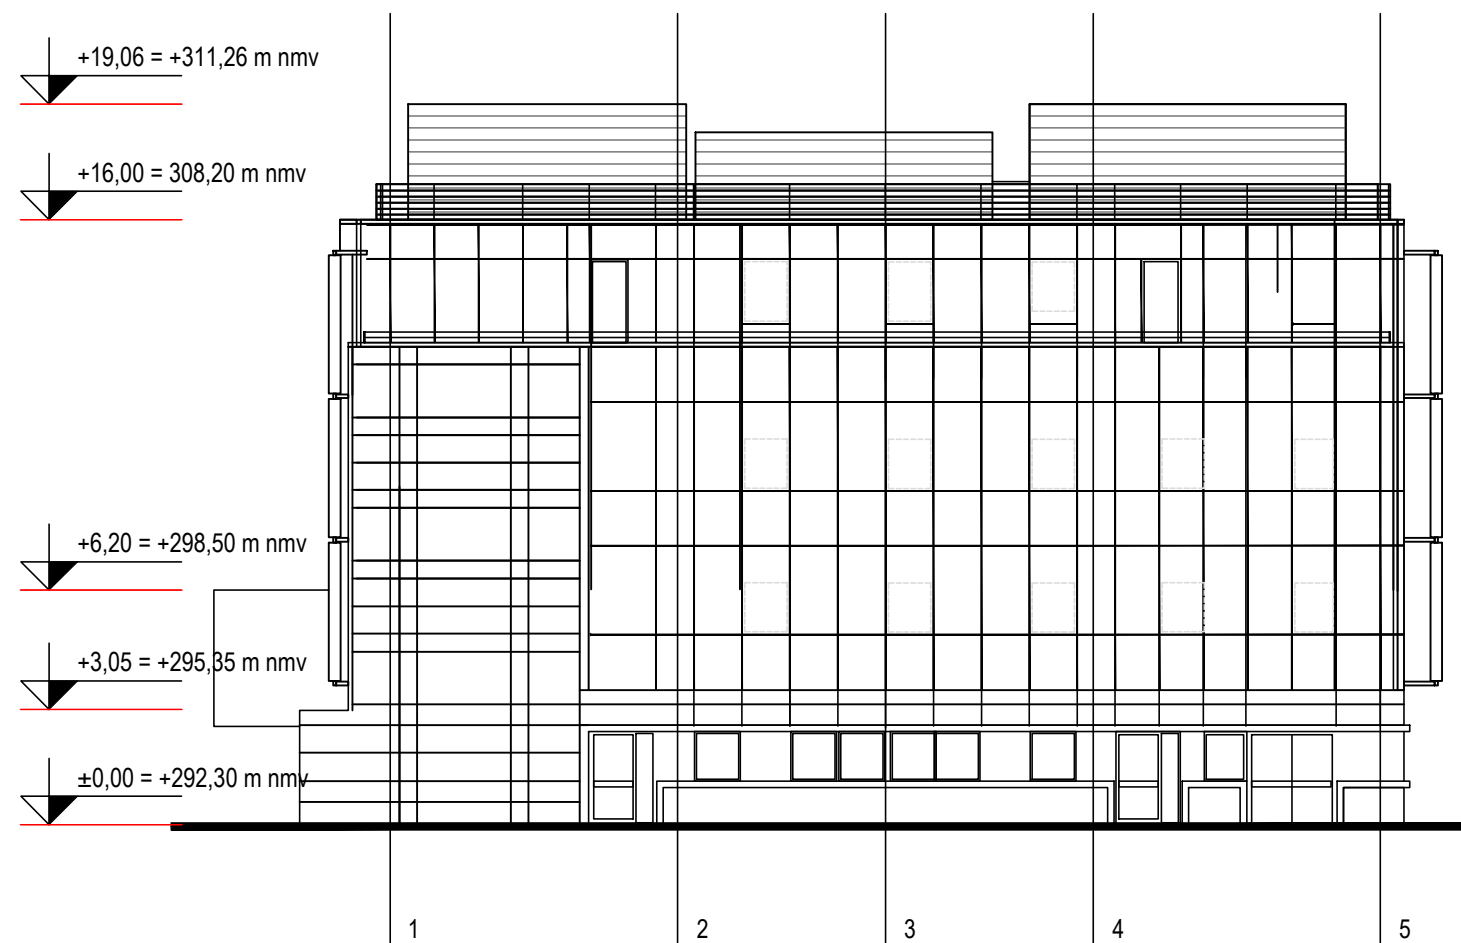 +19,06 = +311,26 m nmv
+16,00 = 308,20 m nmv
+6,20 = +298,50 m nmv
+3,05 = +295,35 m nmv
±0,00 = +292,30 m nmv
1 2 3 4 5